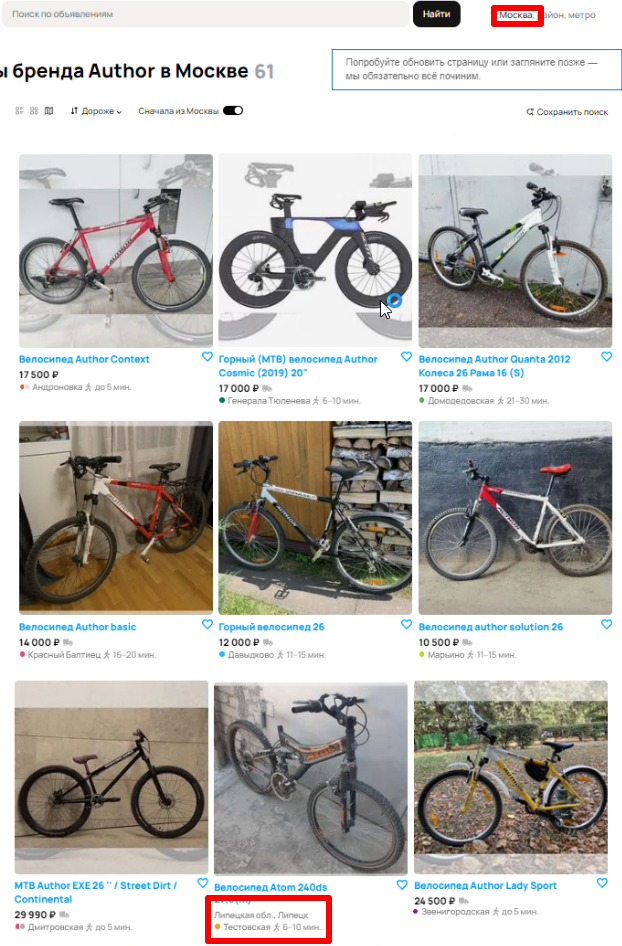 Поиск по объявлениям
Найти
Москва, айон, метро
ы бренда Author в Москве 61
Попробуйте обновить страницу или загляните позже —
мы обязательно всё починим.
Дороже
Сначала из Москвы
Сохранить поиск
Велосипед Author Context
17 500 ₽
Андроновка до 5 мин.
Горный (MTB) велосипед Author
Cosmic (2019) 20"
17 000 ₽
Генерала Тюленева 6–10 мин.
Велосипед Author Quanta 2012
Колеса 26 Рама 16 (S)
17 000 ₽
Домодедовская 21–30 мин.
Велосипед Author basic
14 000 ₽
Красный Балтиец 16–20 мин.
Горный велосипед 26
12 000 ₽
Давыдково 11–15 мин.
Велосипед author solution 26
10 500 ₽
Марьино 11–15 мин.
MTB Author EXE 26 '' / Street Dirt /
Continental
29 990 ₽
Дмитровская до 5 мин.
Велосипед Atom 240ds
Липецкая обл., Липецк
Тестовская 6–10 мин.
Велосипед Author Lady Sport
24 500 ₽
Звенигородская до 5 мин.